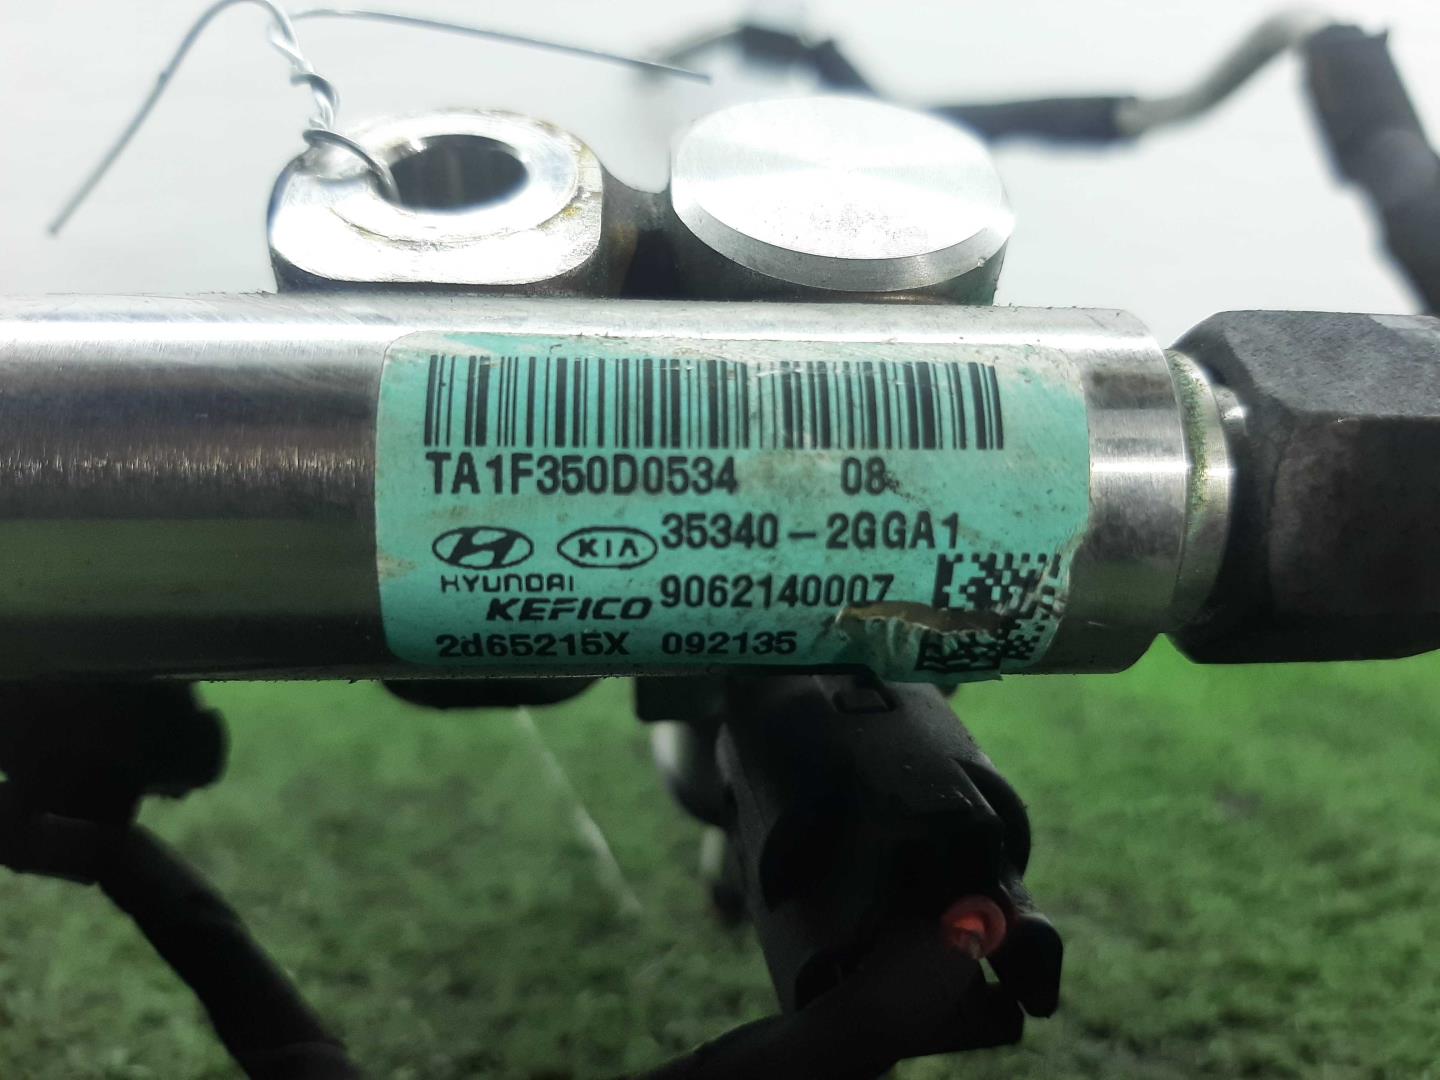 TA1F350D0534 08
KIA 35340-2GGA1
HYUNDAI 9062140007
KEFICO
2d65215X 092135